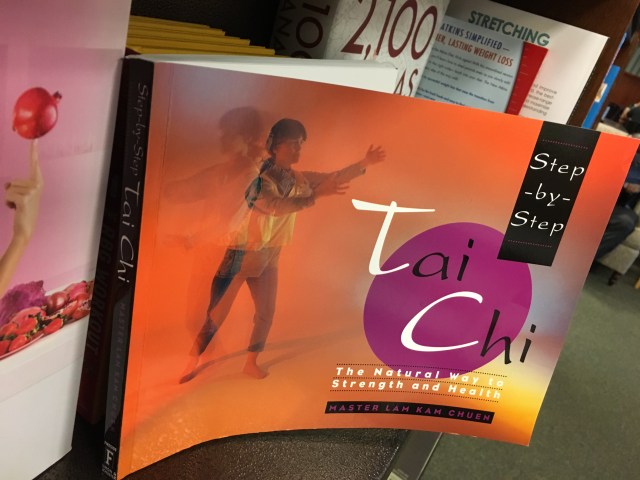 STRETCHING
2,100
ATKINS SIMPLIFIED—
LASTING WEIGHT LOSS
100
Step-by-Step Tai Chi
Step
-by-
Step
Tai
Chi
The Natural Way to
Strength and Health
MASTER LAM KAM CHUEN
F